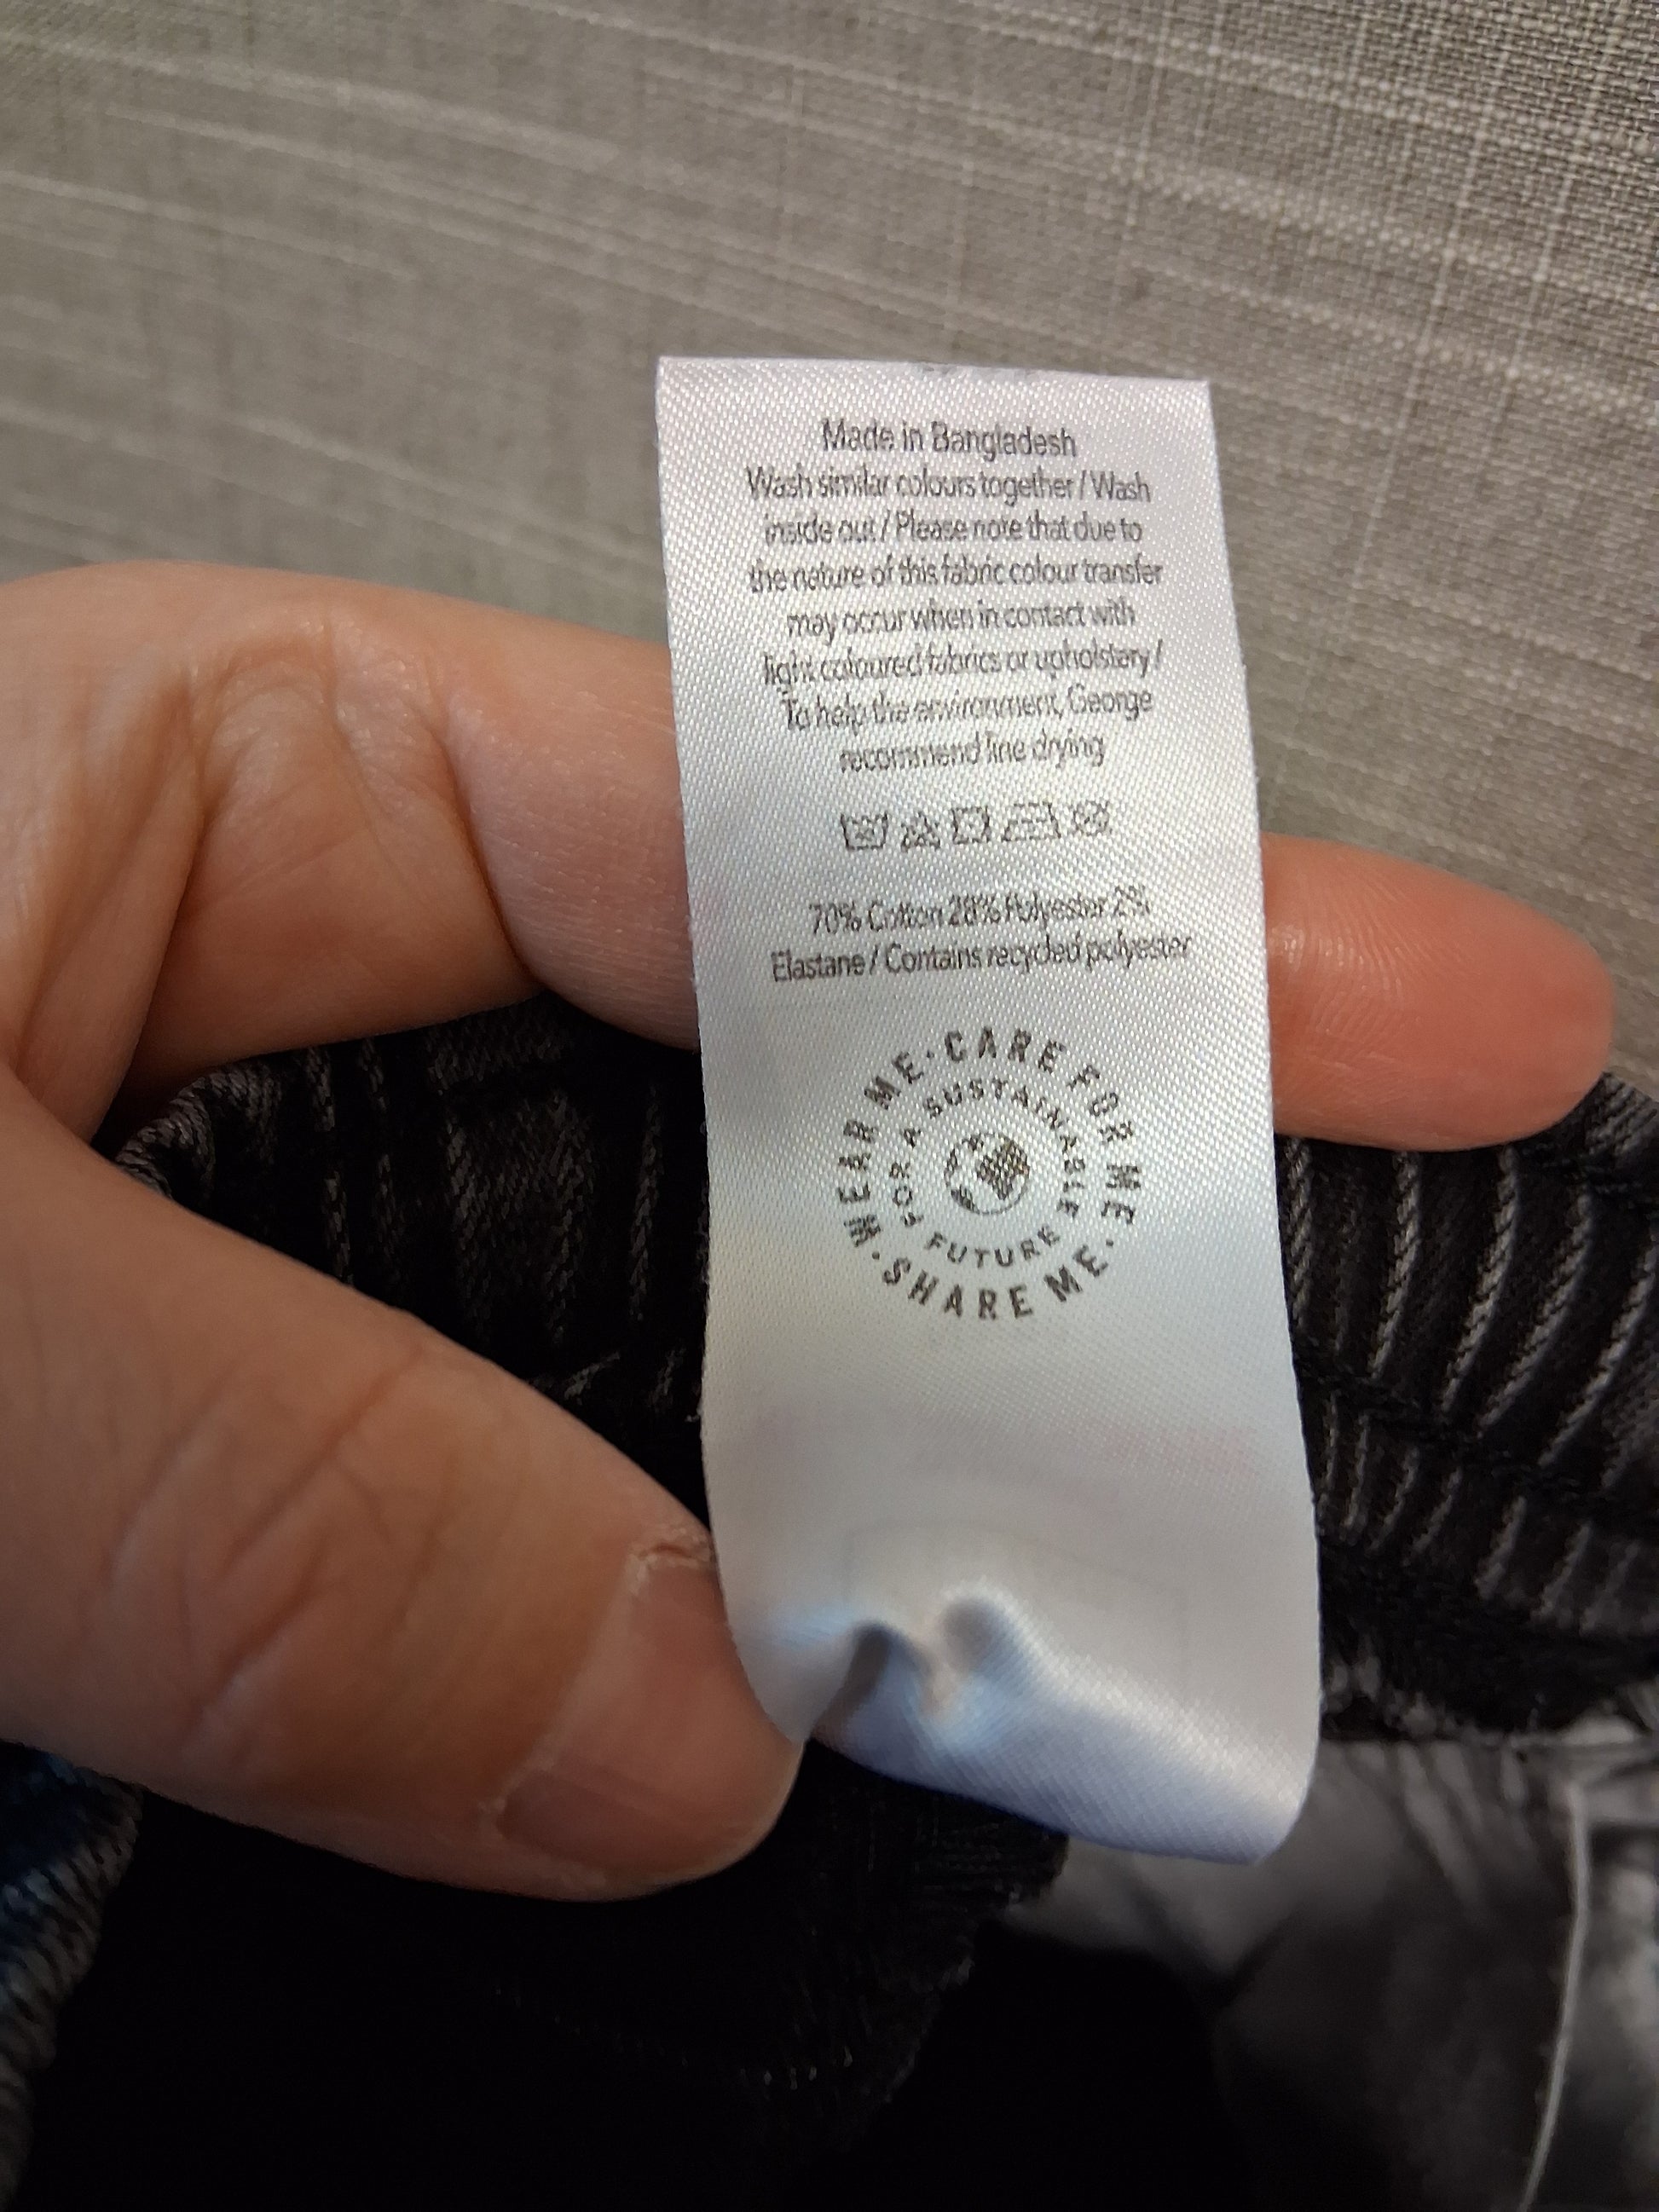 Made in Bangladesh
Wash similar colours together / Wash
inside out / Please note that due to
the nature of this fabric colour transfer
may occur when in contact with
light coloured fabrics or upholstery /
To help the environment, George
recommend line drying
70% Cotton 28% Polyester 2%
Elastane / Contains recycled polyester
WEAR ME · CARE FOR ME · SHARE ME ·
FOR A SUSTAINABLE FUTURE